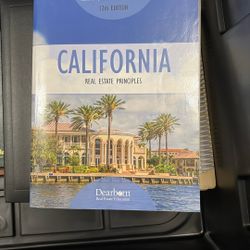 12th EDITION
CALIFORNIA
REAL ESTATE PRINCIPLES
Dearborn
Real Estate Education